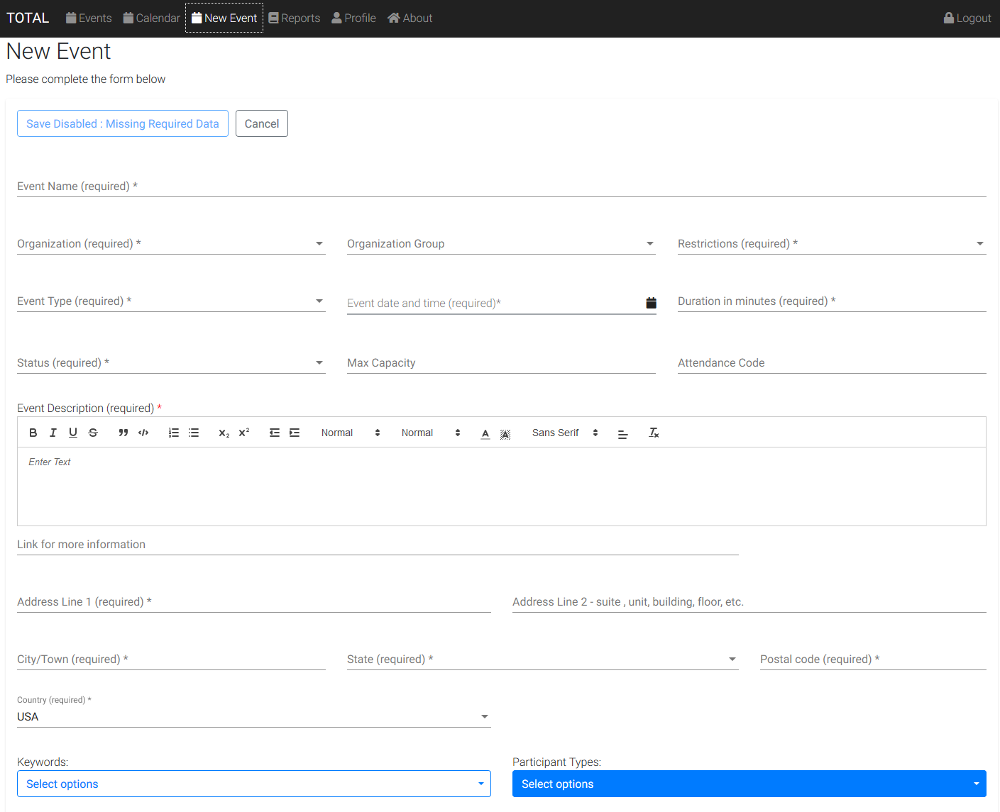 TOTAL Events Calendar New Event Reports Profile About Logout
New Event
Please complete the form below
Save Disabled : Missing Required Data Cancel
Event Name (required) *
Organization (required) * Organization Group Restrictions (required) *
Event Type (required) * Event date and time (required)* Duration in minutes (required) *
Status (required) * Max Capacity Attendance Code
Event Description (required) *
Normal Normal Sans Serif
Enter Text
Link for more information
Address Line 1 (required) * Address Line 2 - suite , unit, building, floor, etc.
City/Town (required) * State (required) * Postal code (required) *
Country (required) *
USA
Keywords: Participant Types:
Select options Select options